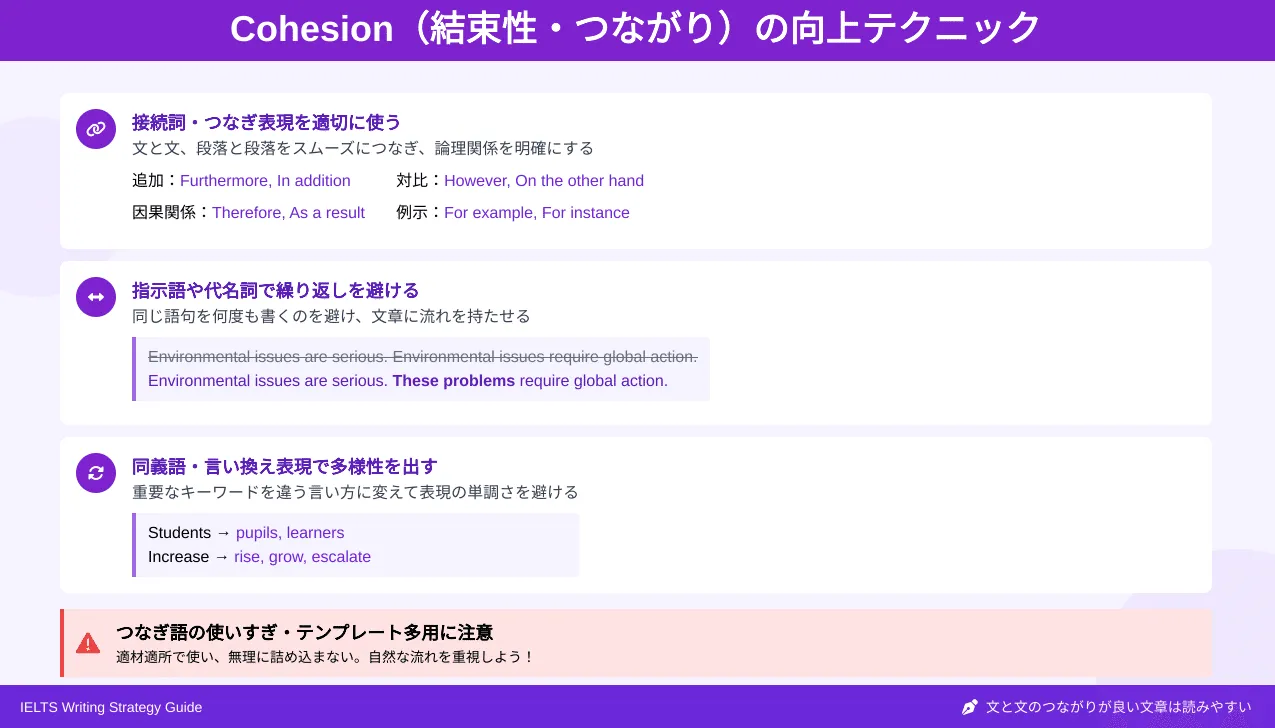 Cohesion（結束性・つながり）の向上テクニック
接続詞・つなぎ表現を適切に使う
文と文、段落と段落をスムーズにつなぎ、論理関係を明確にする
追加：Furthermore, In addition
対比：However, On the other hand
因果関係：Therefore, As a result
例示：For example, For instance
指示語や代名詞で繰り返しを避ける
同じ語句を何度も書くのを避け、文章に流れを持たせる
Environmental issues are serious. Environmental issues require global action.
Environmental issues are serious. These problems require global action.
同義語・言い換え表現で多様性を出す
重要なキーワードを違う言い方に変えて表現の単調さを避ける
Students → pupils, learners
Increase → rise, grow, escalate
つなぎ語の使いすぎ・テンプレート多用に注意
適材適所で使い、無理に詰め込まない。自然な流れを重視しよう！
IELTS Writing Strategy Guide
文と文のつながりが良い文章は読みやすい